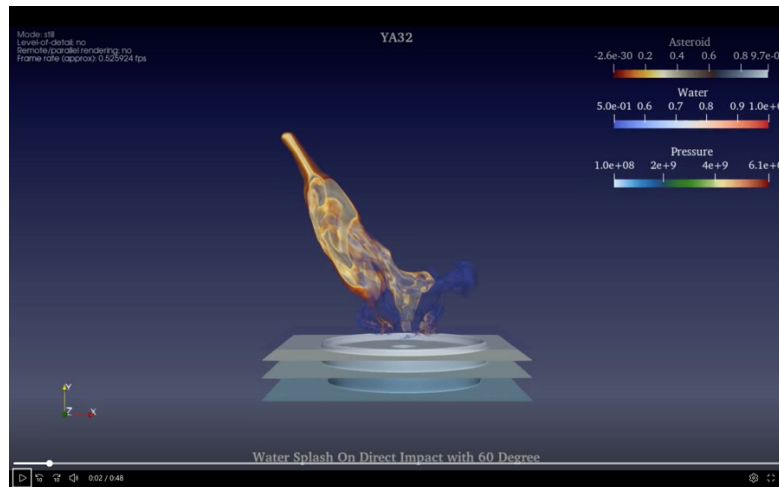 Mode: still
Level-of-detail: no
Remote/parallel rendering: no
Frame rate (approx): 0.525924 fps
YA32
Asteroid
-2.6e-30 0.2 0.4 0.6 0.8 9.7e-0
Water
5.0e-01 0.6 0.7 0.8 0.9 1.0e+0
Pressure
1.0e+08 2e+9 4e+9 6.1e+0
Y
Z X
Water Splash On Direct Impact with 60 Degree
10 10 0:02 / 0:48